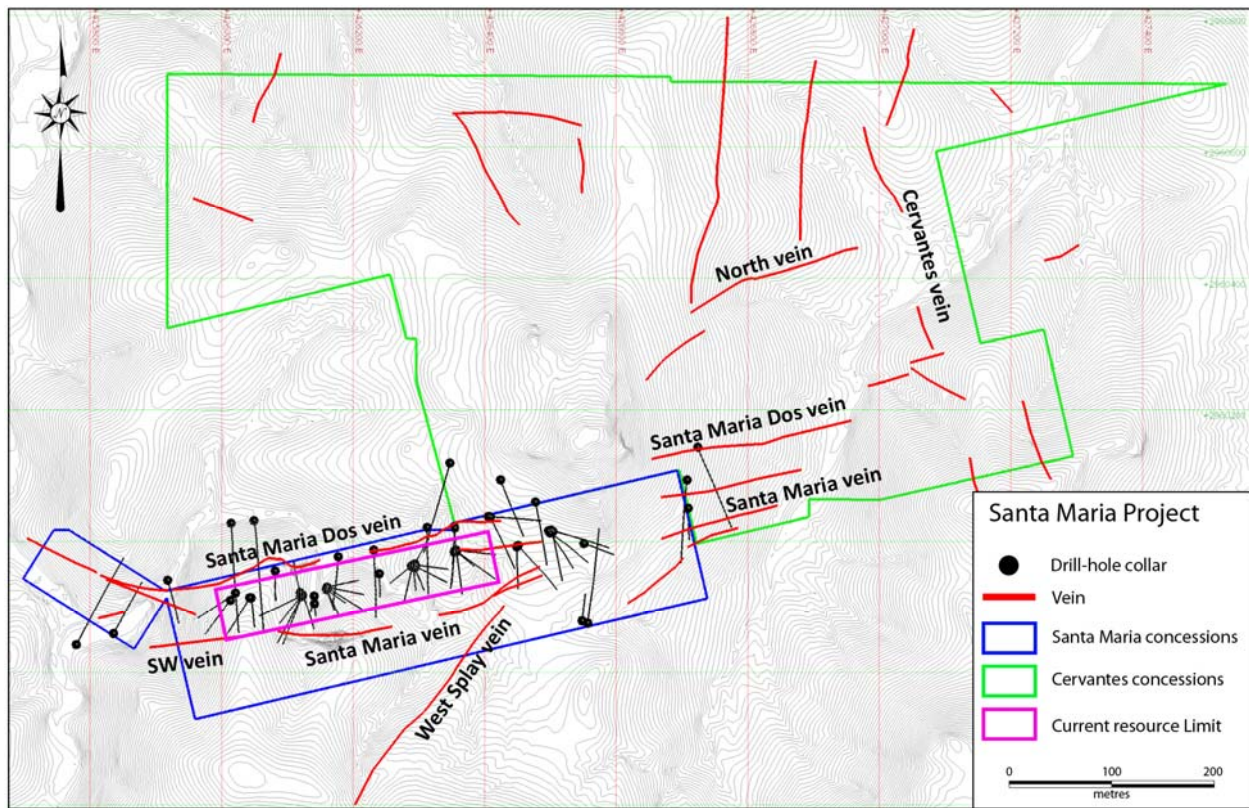 N
427200 E
427400 E
North vein
Cervantes vein
Santa Maria Dos vein
Santa Maria vein
Santa Maria Dos vein
SW vein
Santa Maria vein
West Splay vein
Santa Maria Project
Drill-hole collar
Vein
Santa Maria concessions
Cervantes concessions
Current resource Limit
0 100 200
metres